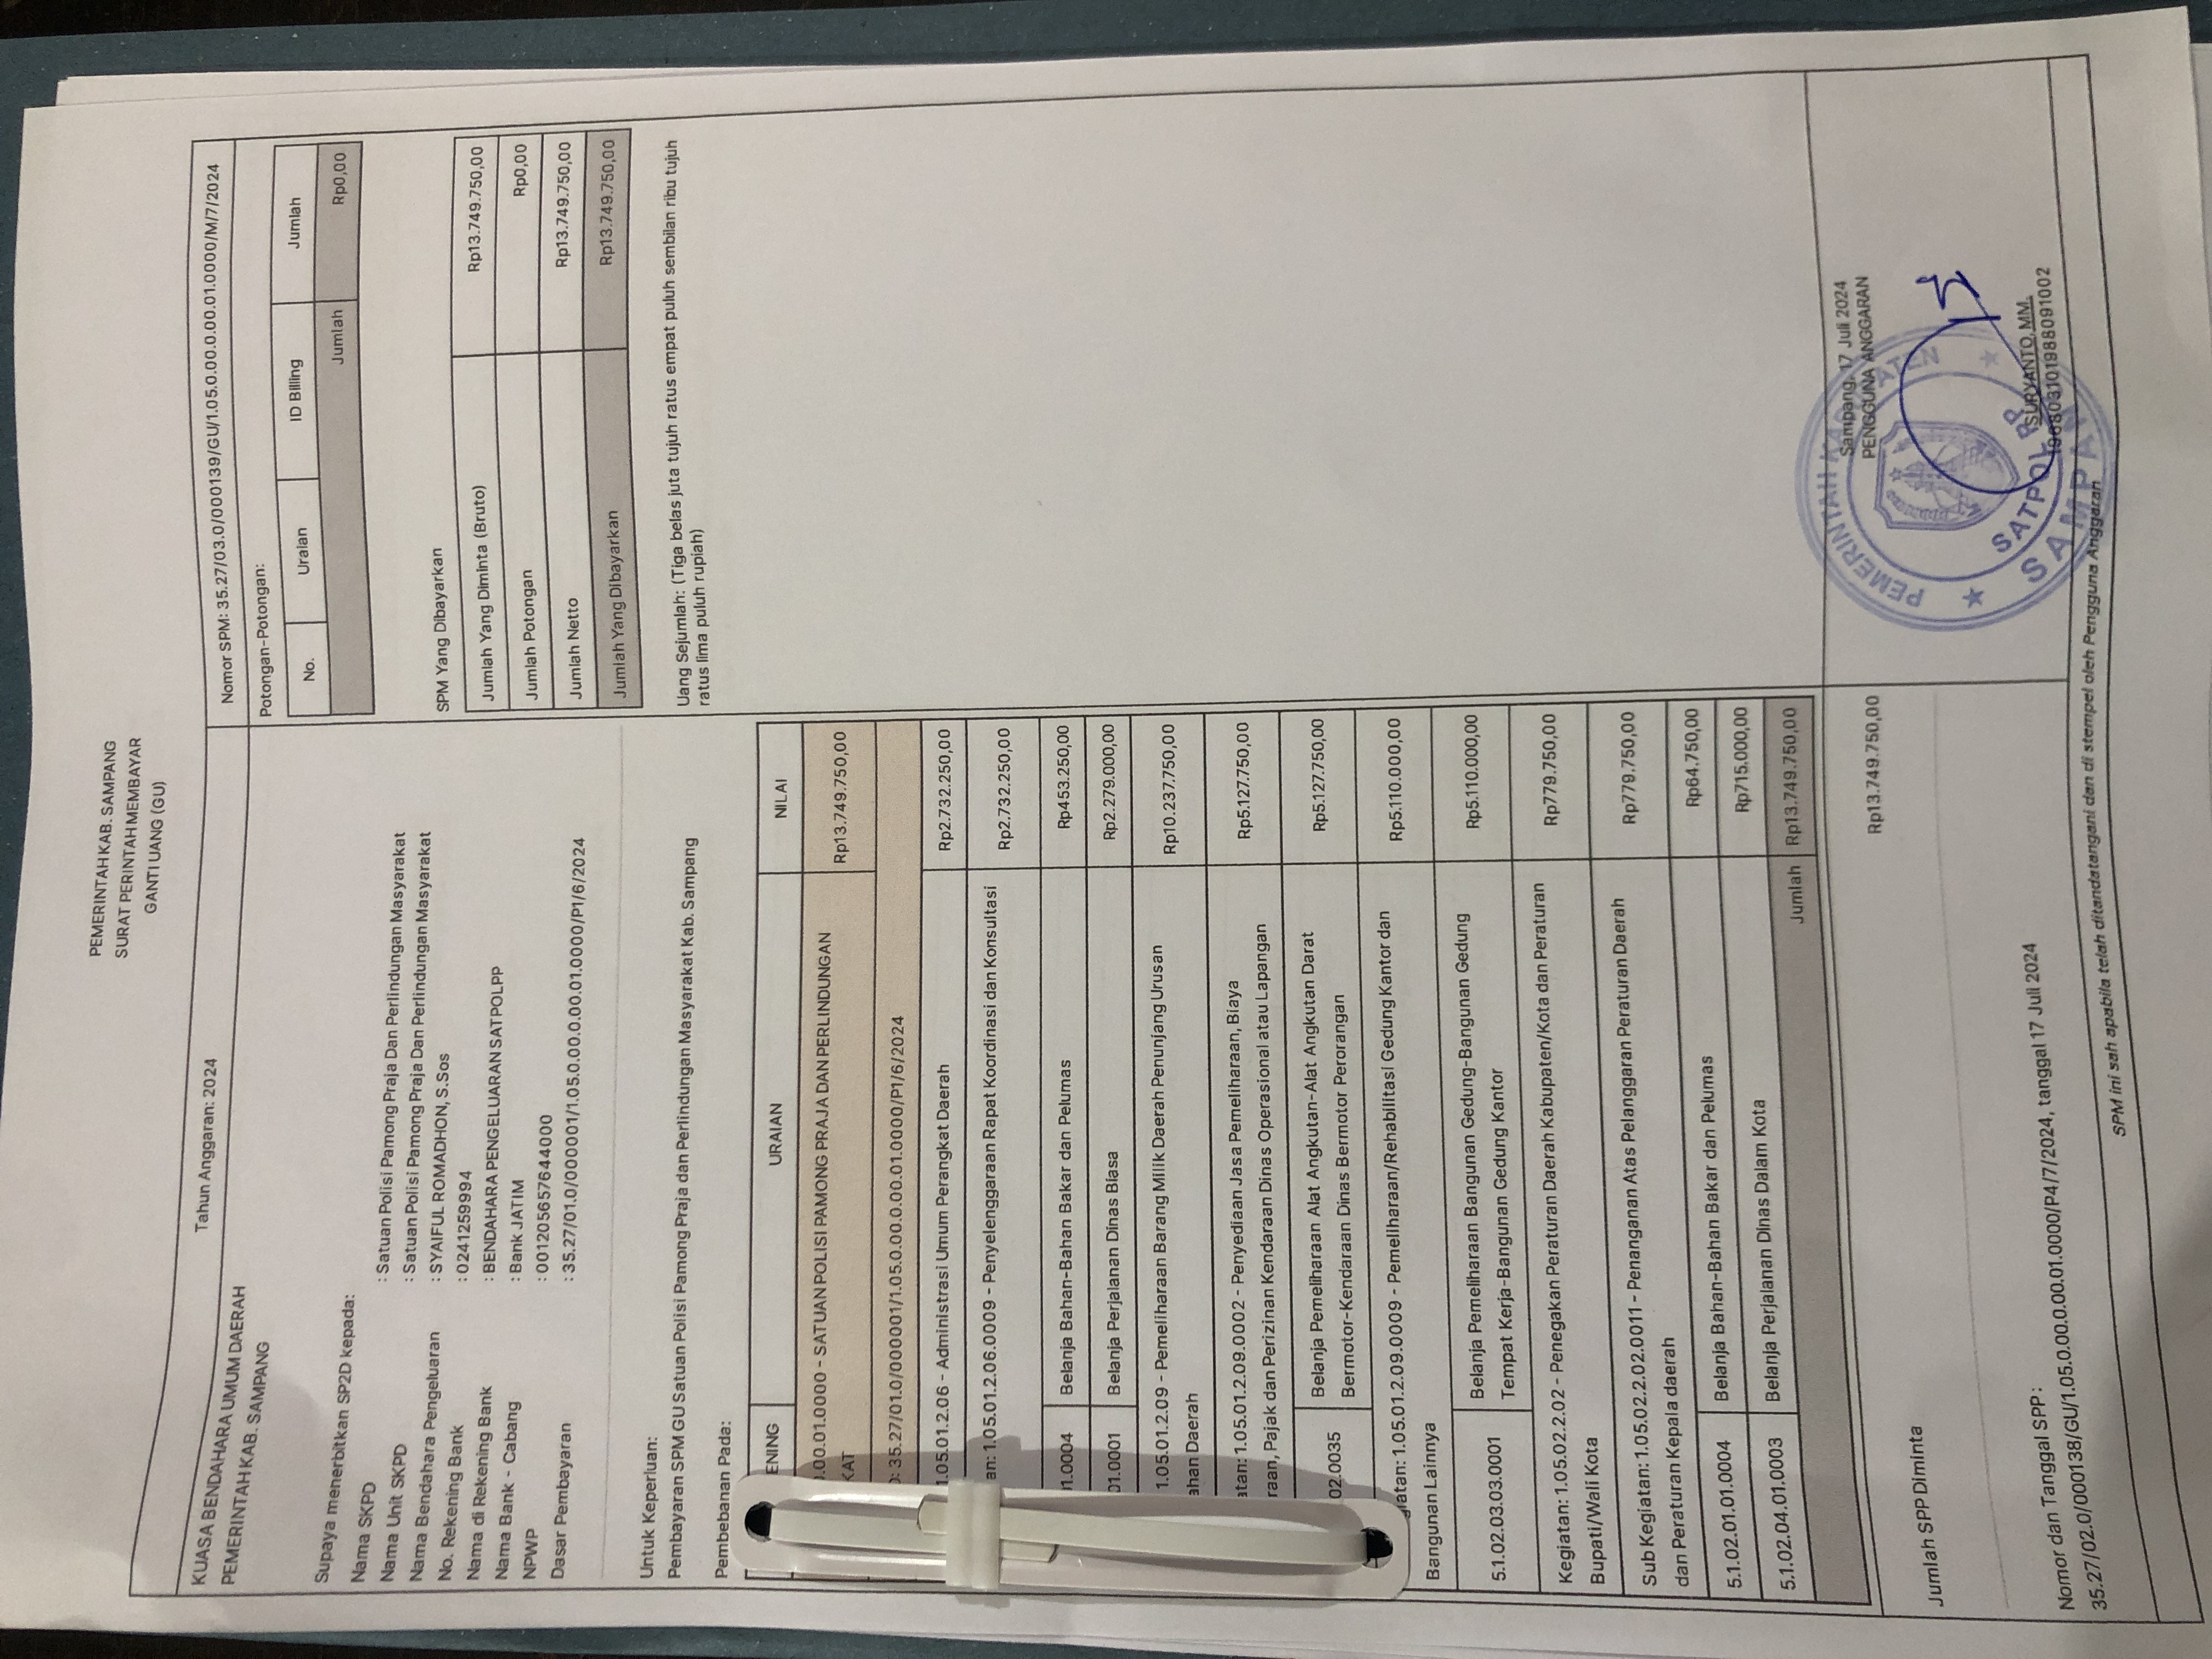 PEMERINTAH KAB. SAMPANG
SURAT PERINTAH MEMBAYAR
GANTI UANG (GU)
Tahun Anggaran: 2024
Nomor SPM: 35.27/03.0/000139/GU/1.05.0.00.0.00.01.0000/M/7/2024
KUASA BENDAHARA UMUM DAERAH
PEMERINTAH KAB. SAMPANG
Supaya menerbitkan SP2D kepada:
Nama SKPD : Satuan Polisi Pamong Praja Dan Perlindungan Masyarakat
Nama Unit SKPD : Satuan Polisi Pamong Praja Dan Perlindungan Masyarakat
Nama Bendahara Pengeluaran : SYAIFUL ROMADHON, S.Sos
No. Rekening Bank : 0241259994
Nama di Rekening Bank : BENDAHARA PENGELUARAN SATPOLPP
Nama Bank - Cabang : Bank JATIM
NPWP : 001205657644000
Dasar Pembayaran : 35.27/01.0/000001/1.05.0.00.0.00.01.0000/P1/6/2024
Untuk Keperluan:
Pembayaran SPM GU Satuan Polisi Pamong Praja dan Perlindungan Masyarakat Kab. Sampang
Pembebanan Pada:
ENING URAIAN NILAI
.00.01.0000 - SATUAN POLISI PAMONG PRAJA DAN PERLINDUNGAN Rp13.749.750,00
KAT
: 35.27/01.0/000001/1.05.0.00.0.00.01.0000/P1/6/2024
1.05.01.2.06 - Administrasi Umum Perangkat Daerah Rp2.732.250,00
an: 1.05.01.2.06.0009 - Penyelenggaraan Rapat Koordinasi dan Konsultasi Rp2.732.250,00
01.0004 Belanja Bahan-Bahan Bakar dan Pelumas Rp453.250,00
01.0001 Belanja Perjalanan Dinas Biasa Rp2.279.000,00
1.05.01.2.09 - Pemeliharaan Barang Milik Daerah Penunjang Urusan Rp10.237.750,00
ahan Daerah
atan: 1.05.01.2.09.0002 - Penyediaan Jasa Pemeliharaan, Biaya Rp5.127.750,00
raan, Pajak dan Perizinan Kendaraan Dinas Operasional atau Lapangan
02.0035 Belanja Pemeliharaan Alat Angkutan-Alat Angkutan Darat Rp5.127.750,00
Bermotor-Kendaraan Dinas Bermotor Perorangan
giatan: 1.05.01.2.09.0009 - Pemeliharaan/Rehabilitasi Gedung Kantor dan Rp5.110.000,00
Bangunan Lainnya
5.1.02.03.03.0001 Belanja Pemeliharaan Bangunan Gedung-Bangunan Gedung Rp5.110.000,00
Tempat Kerja-Bangunan Gedung Kantor
Kegiatan: 1.05.02.2.02 - Penegakan Peraturan Daerah Kabupaten/Kota dan Peraturan Rp779.750,00
Bupati/Wali Kota
Sub Kegiatan: 1.05.02.2.02.0011 - Penanganan Atas Pelanggaran Peraturan Daerah Rp779.750,00
dan Peraturan Kepala daerah
5.1.02.01.01.0004 Belanja Bahan-Bahan Bakar dan Pelumas Rp64.750,00
5.1.02.04.01.0003 Belanja Perjalanan Dinas Dalam Kota Rp715.000,00
Jumlah Rp13.749.750,00
Jumlah SPP Diminta Rp13.749.750,00
Nomor dan Tanggal SPP :
35.27/02.0/000138/GU/1.05.0.00.0.00.01.0000/P4/7/2024, tanggal 17 Juli 2024
Potongan-Potongan:
No. Uraian ID Billing Jumlah
Jumlah Rp0,00
SPM Yang Dibayarkan
Jumlah Yang Diminta (Bruto) Rp13.749.750,00
Jumlah Potongan Rp0,00
Jumlah Netto Rp13.749.750,00
Jumlah Yang Dibayarkan Rp13.749.750,00
Uang Sejumlah: (Tiga belas juta tujuh ratus empat puluh sembilan ribu tujuh
ratus lima puluh rupiah)
Sampang, 17 Juli 2024
PENGGUNA ANGGARAN
PEMERINTAH KABUPATEN
SATPOL PP
SAMPANG
SURYANTO, MM.
196803101988091002
SPM ini sah apabila telah ditandatangani dan di stempel oleh Pengguna Anggaran